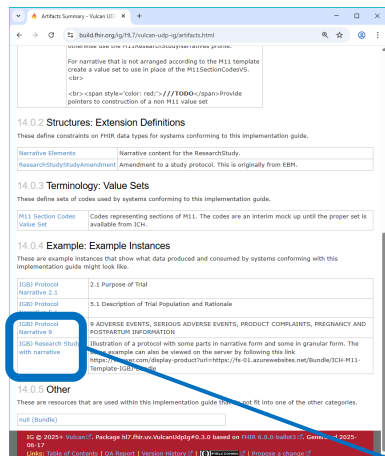 Artifacts Summary - Vulcan UDP
build.fhir.org/ig/HL7/vulcan-udp-ig/artifacts.html
otherwise use the M11ResearchStudyNarratives profile.
For narrative that is not arranged according to the M11 template
create a value set to use in place of the M11SectionCodesVS.
<br>
<br><span style='color: red;'>///TODO</span>Provide
pointers to construction of a non M11 value set
14.0.2 Structures: Extension Definitions
These define constraints on FHIR data types for systems conforming to this implementation guide.
Narrative Elements Narrative content for the ResearchStudy.
ResearchStudyStudyAmendment Amendment to a study protocol. This is originally from EBM.
14.0.3 Terminology: Value Sets
These define sets of codes used by systems conforming to this implementation guide.
M11 Section Codes Codes representing sections of M11. The codes are an interim mock up until the proper set is
Value Set available from ICH.
14.0.4 Example: Example Instances
These are example instances that show what data produced and consumed by systems conforming with this
implementation guide might look like.
IGBJ Protocol 2.1 Purpose of Trial
Narrative 2.1
IGBJ Protocol 5.1 Description of Trial Population and Rationale
IGBJ Protocol 9 ADVERSE EVENTS, SERIOUS ADVERSE EVENTS, PRODUCT COMPLAINTS, PREGNANCY AND
Narrative 9 POSTPARTUM INFORMATION
IGBJ Research Study Illustration of a protocol with some parts in narrative form and some in granular form. The
with narrative example can also be viewed on the server by following this link
14.0.5 Other
These are resources that are used within this implementation guide that do not fit into one of the other categories.
null (Bundle)
IG © 2025+ Vulcan. Package hl7.fhir.uv.VulcanUdpIg#0.3.0 based on FHIR 6.0.0-ballot3. Generated 2025-
06-17
Links: Table of Contents | QA Report | Version History | | Propose a change